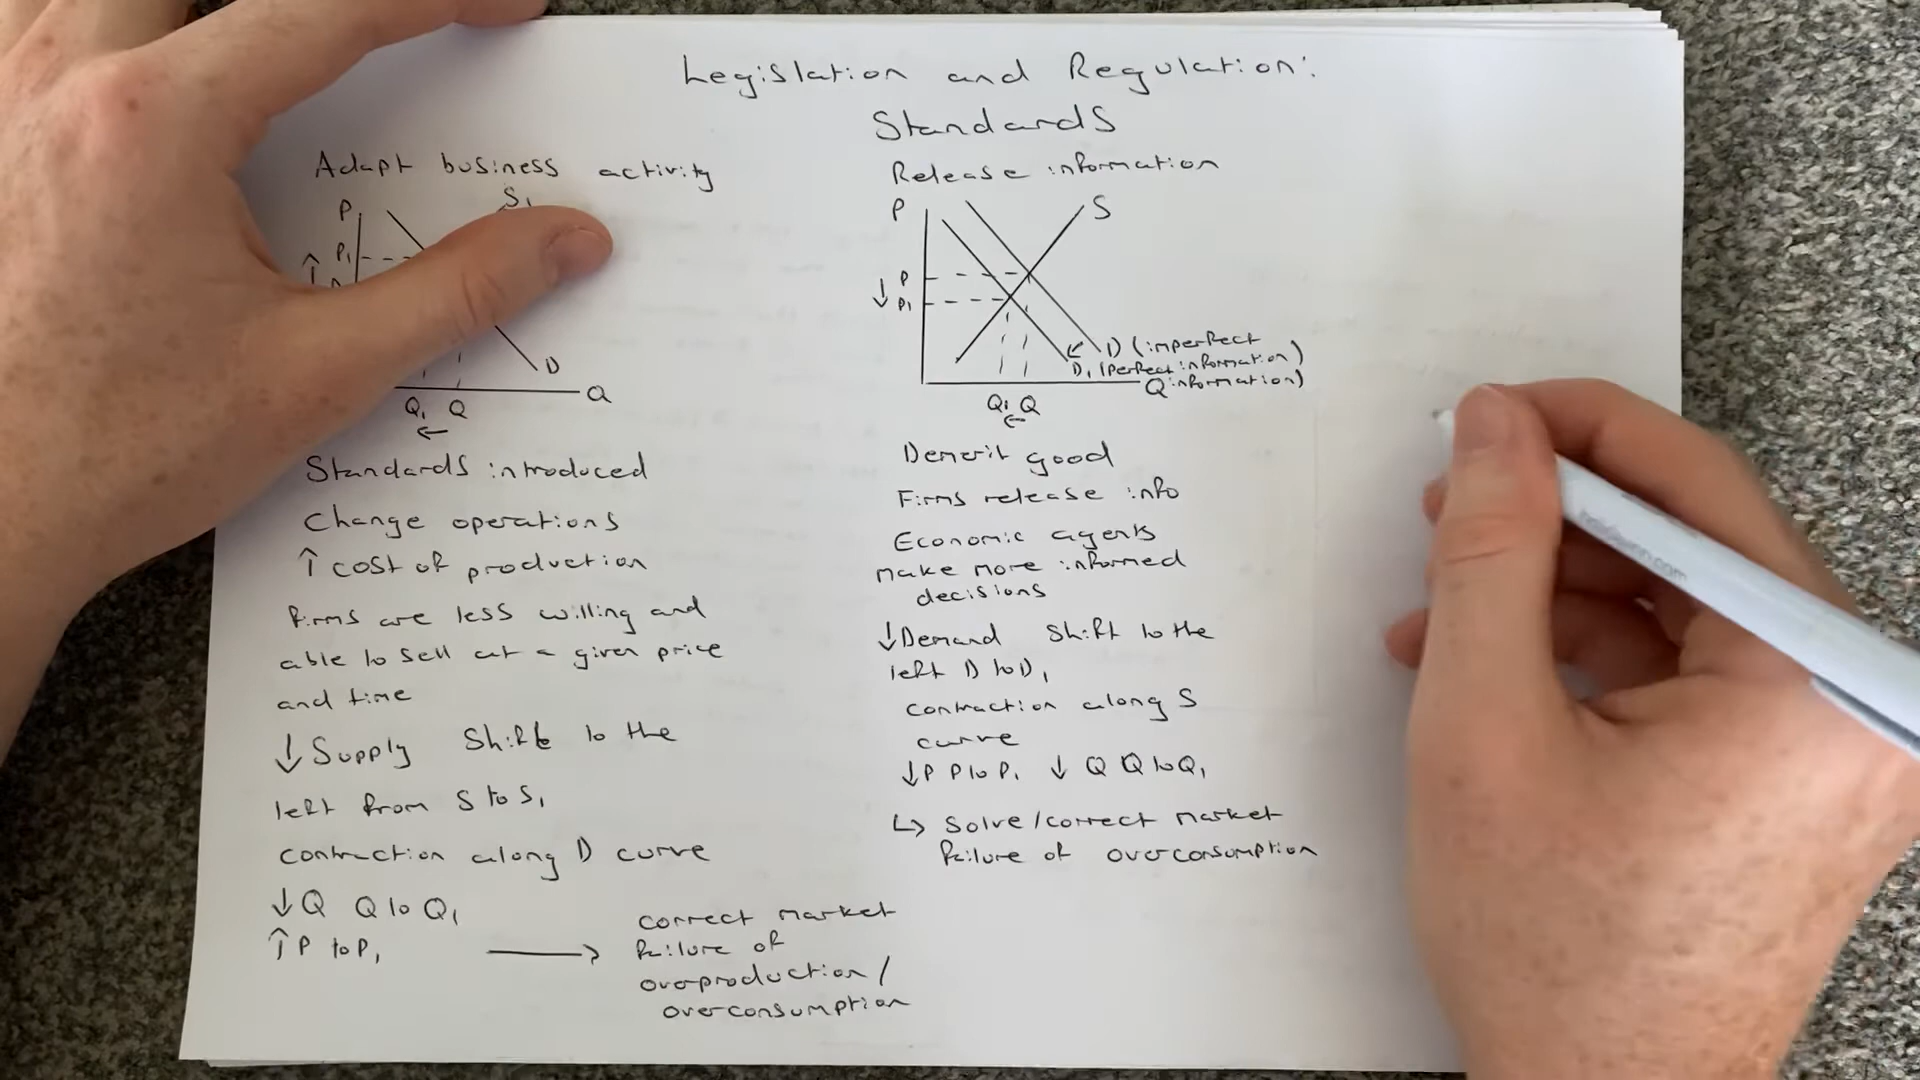 Legislation and Regulation:
Standards
Adapt business activity
P
S1
↑ P1
D
Q1 Q
Q
←
Standards introduced
Change operations
↑ cost of production
firms are less willing and
able to sell at a given price
and time
↓ Supply shift to the
left from S to S1
contraction along D curve
↓Q Q to Q1
↑P to P1
correct market
failure of
overproduction/
overconsumption
Release information
P
S
↓ P
P1
D (imperfect
D1 (perfect information)
Q information)
Q1 Q
←
Demerit good
Firms release info
Economic agents
make more informed
decisions
↓Demand shift to the
left D to D1
contraction along S
curve
↓P P to P1 ↓ Q Q to Q1
↳ Solve/correct market
failure of overconsumption